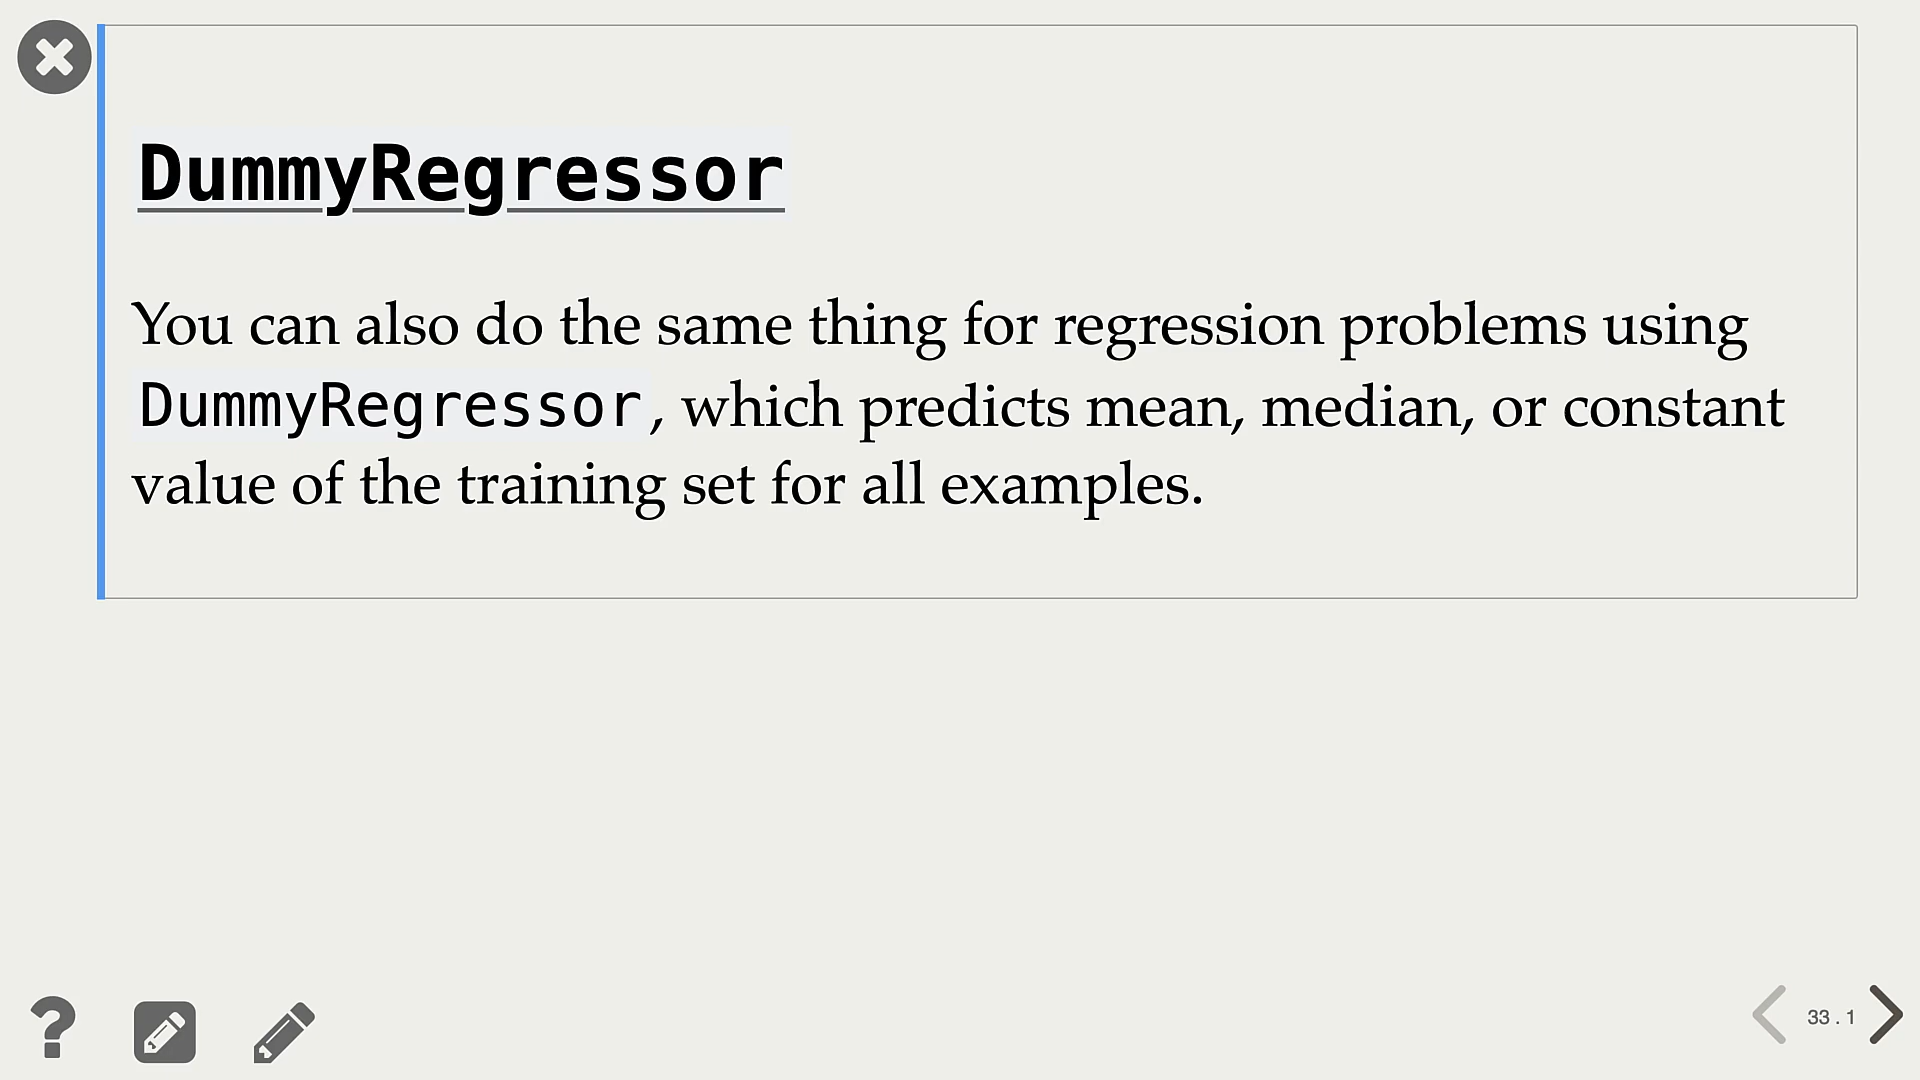 DummyRegressor
You can also do the same thing for regression problems using
DummyRegressor, which predicts mean, median, or constant
value of the training set for all examples.
?
33 . 1